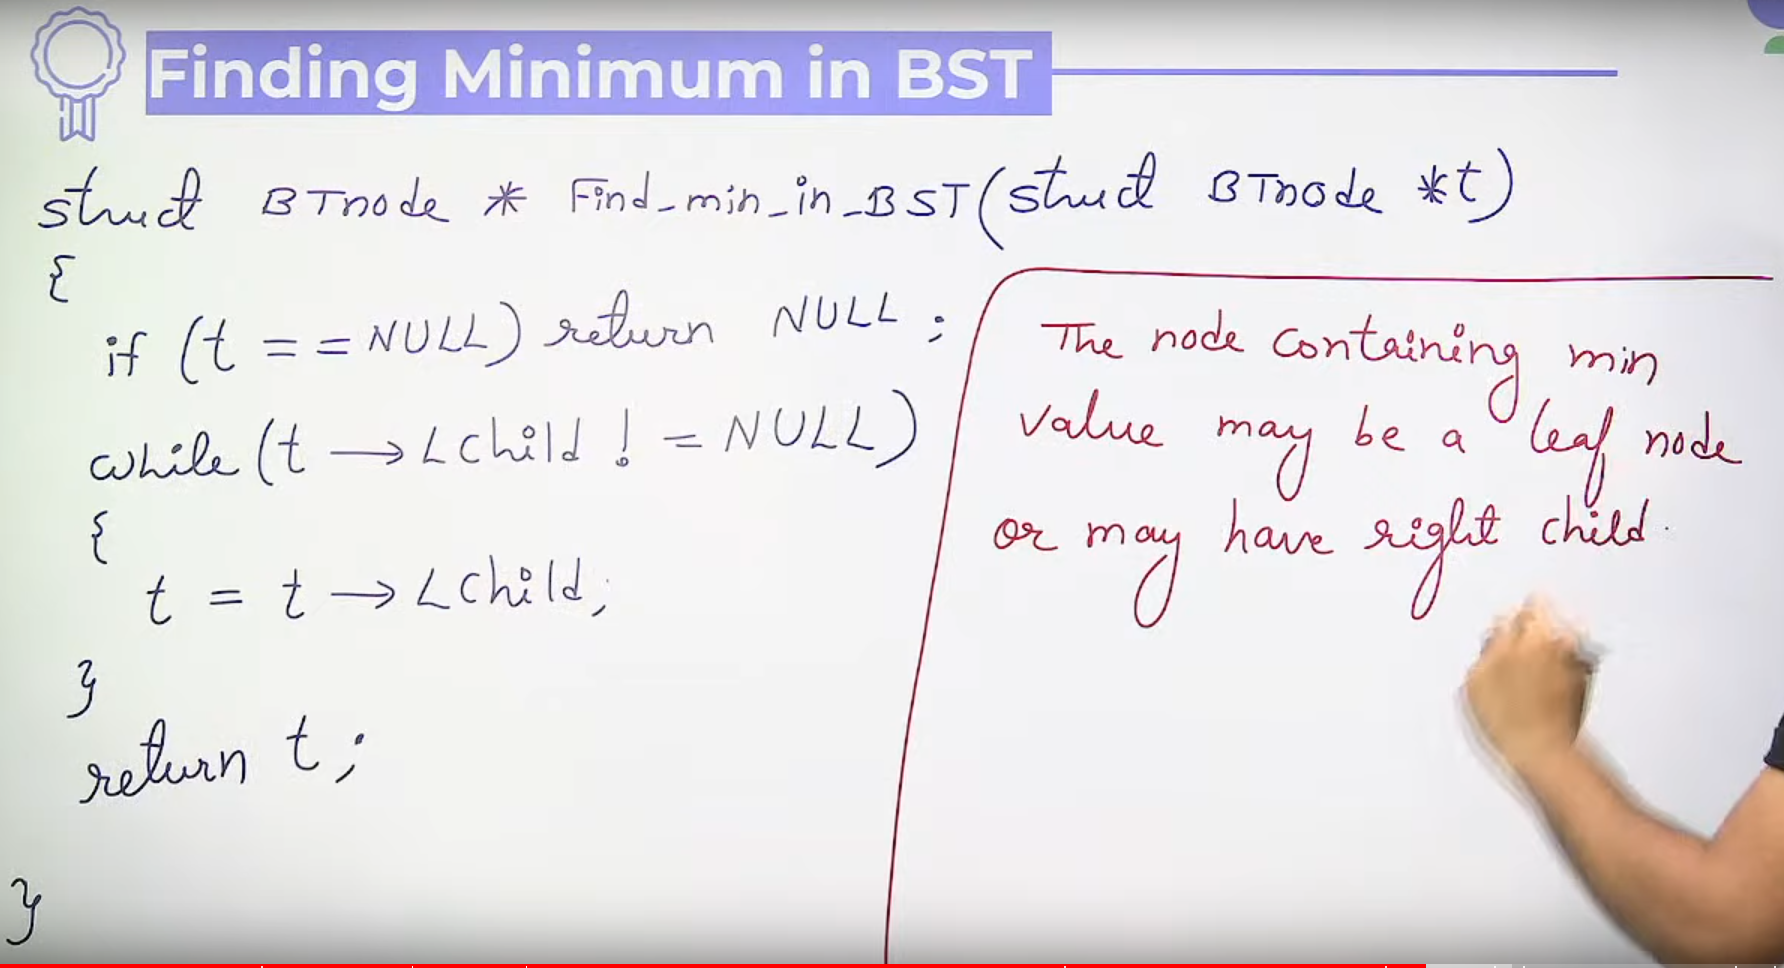 Finding Minimum in BST
struct BTnode * Find_min_in_BST(struct BTnode *t)
{
if (t == NULL) return NULL ;
while (t → Lchild != NULL)
{
t = t → Lchild;
}
return t ;
}
The node containing min
value may be a leaf node
or may have right child.